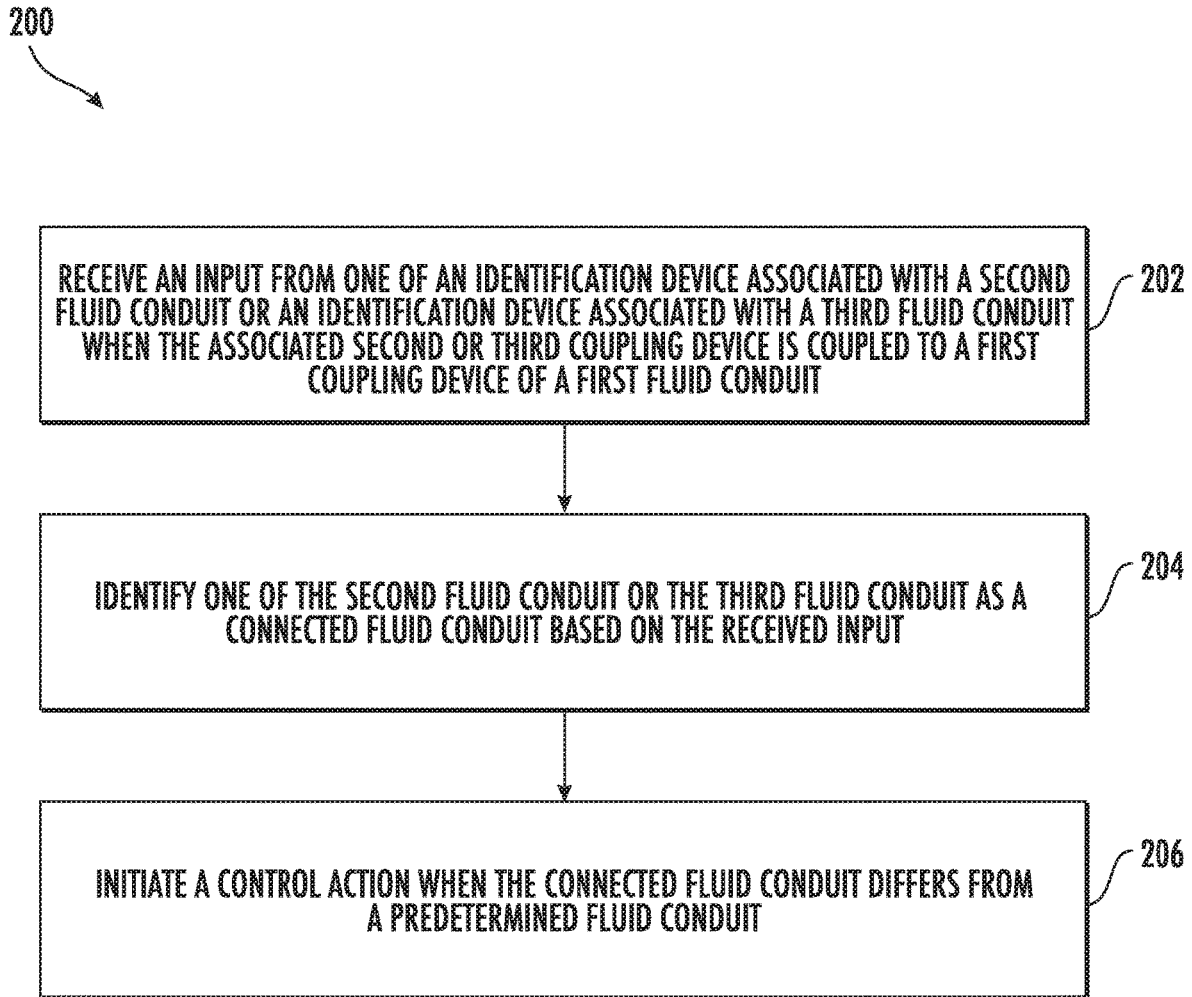 200
RECEIVE AN INPUT FROM ONE OF AN IDENTIFICATION DEVICE ASSOCIATED WITH A SECOND
FLUID CONDUIT OR AN IDENTIFICATION DEVICE ASSOCIATED WITH A THIRD FLUID CONDUIT
WHEN THE ASSOCIATED SECOND OR THIRD COUPLING DEVICE IS COUPLED TO A FIRST
COUPLING DEVICE OF A FIRST FLUID CONDUIT
202
IDENTIFY ONE OF THE SECOND FLUID CONDUIT OR THE THIRD FLUID CONDUIT AS A
CONNECTED FLUID CONDUIT BASED ON THE RECEIVED INPUT
204
INITIATE A CONTROL ACTION WHEN THE CONNECTED FLUID CONDUIT DIFFERS FROM
A PREDETERMINED FLUID CONDUIT
206